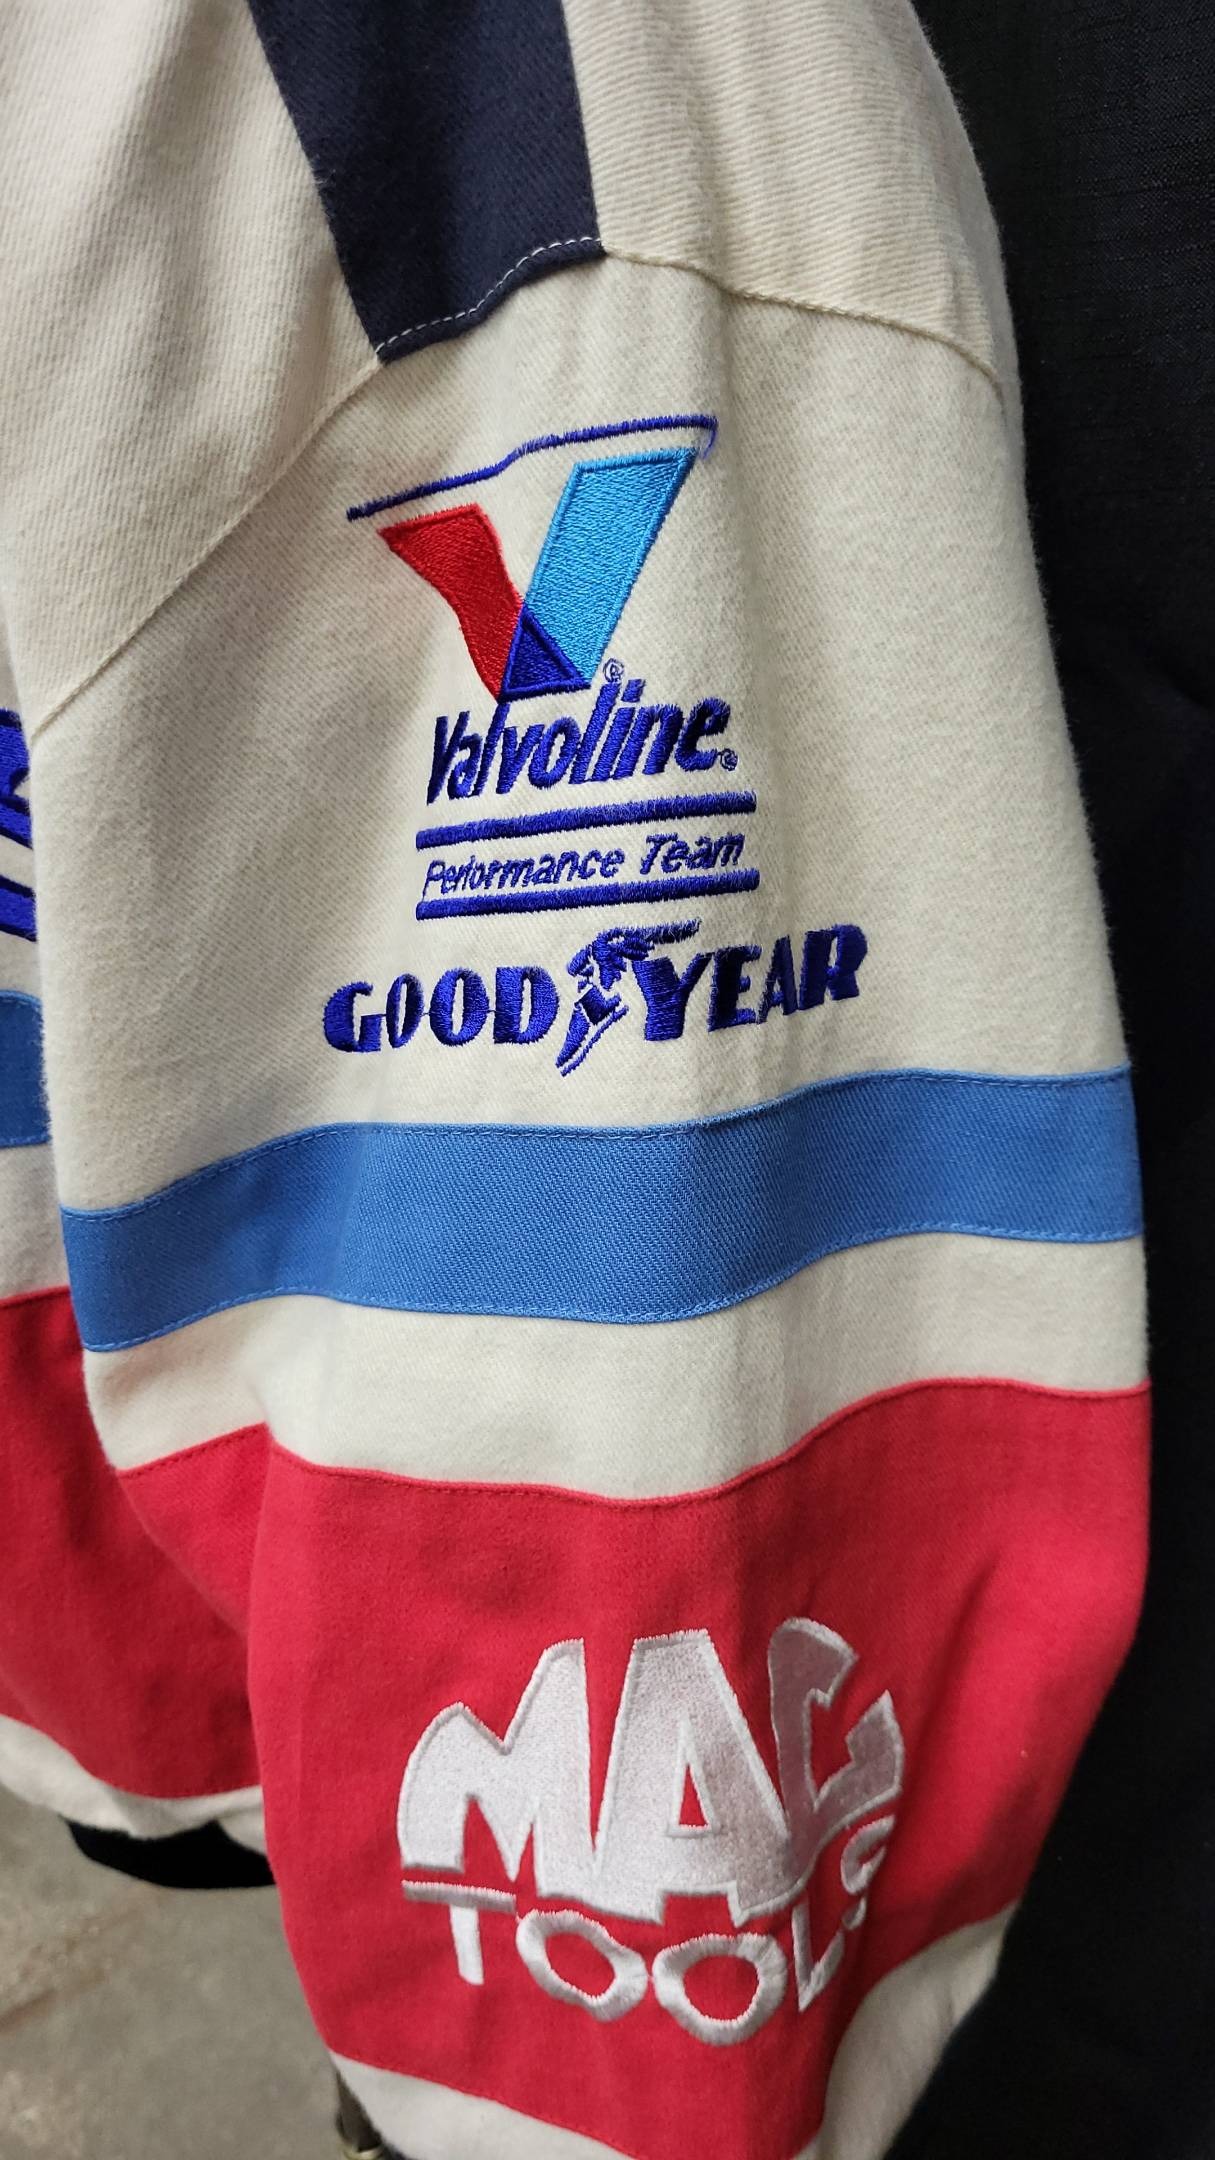 ®
Valvoline®
Performance Team
GOODYEAR
MAC
TOOLS